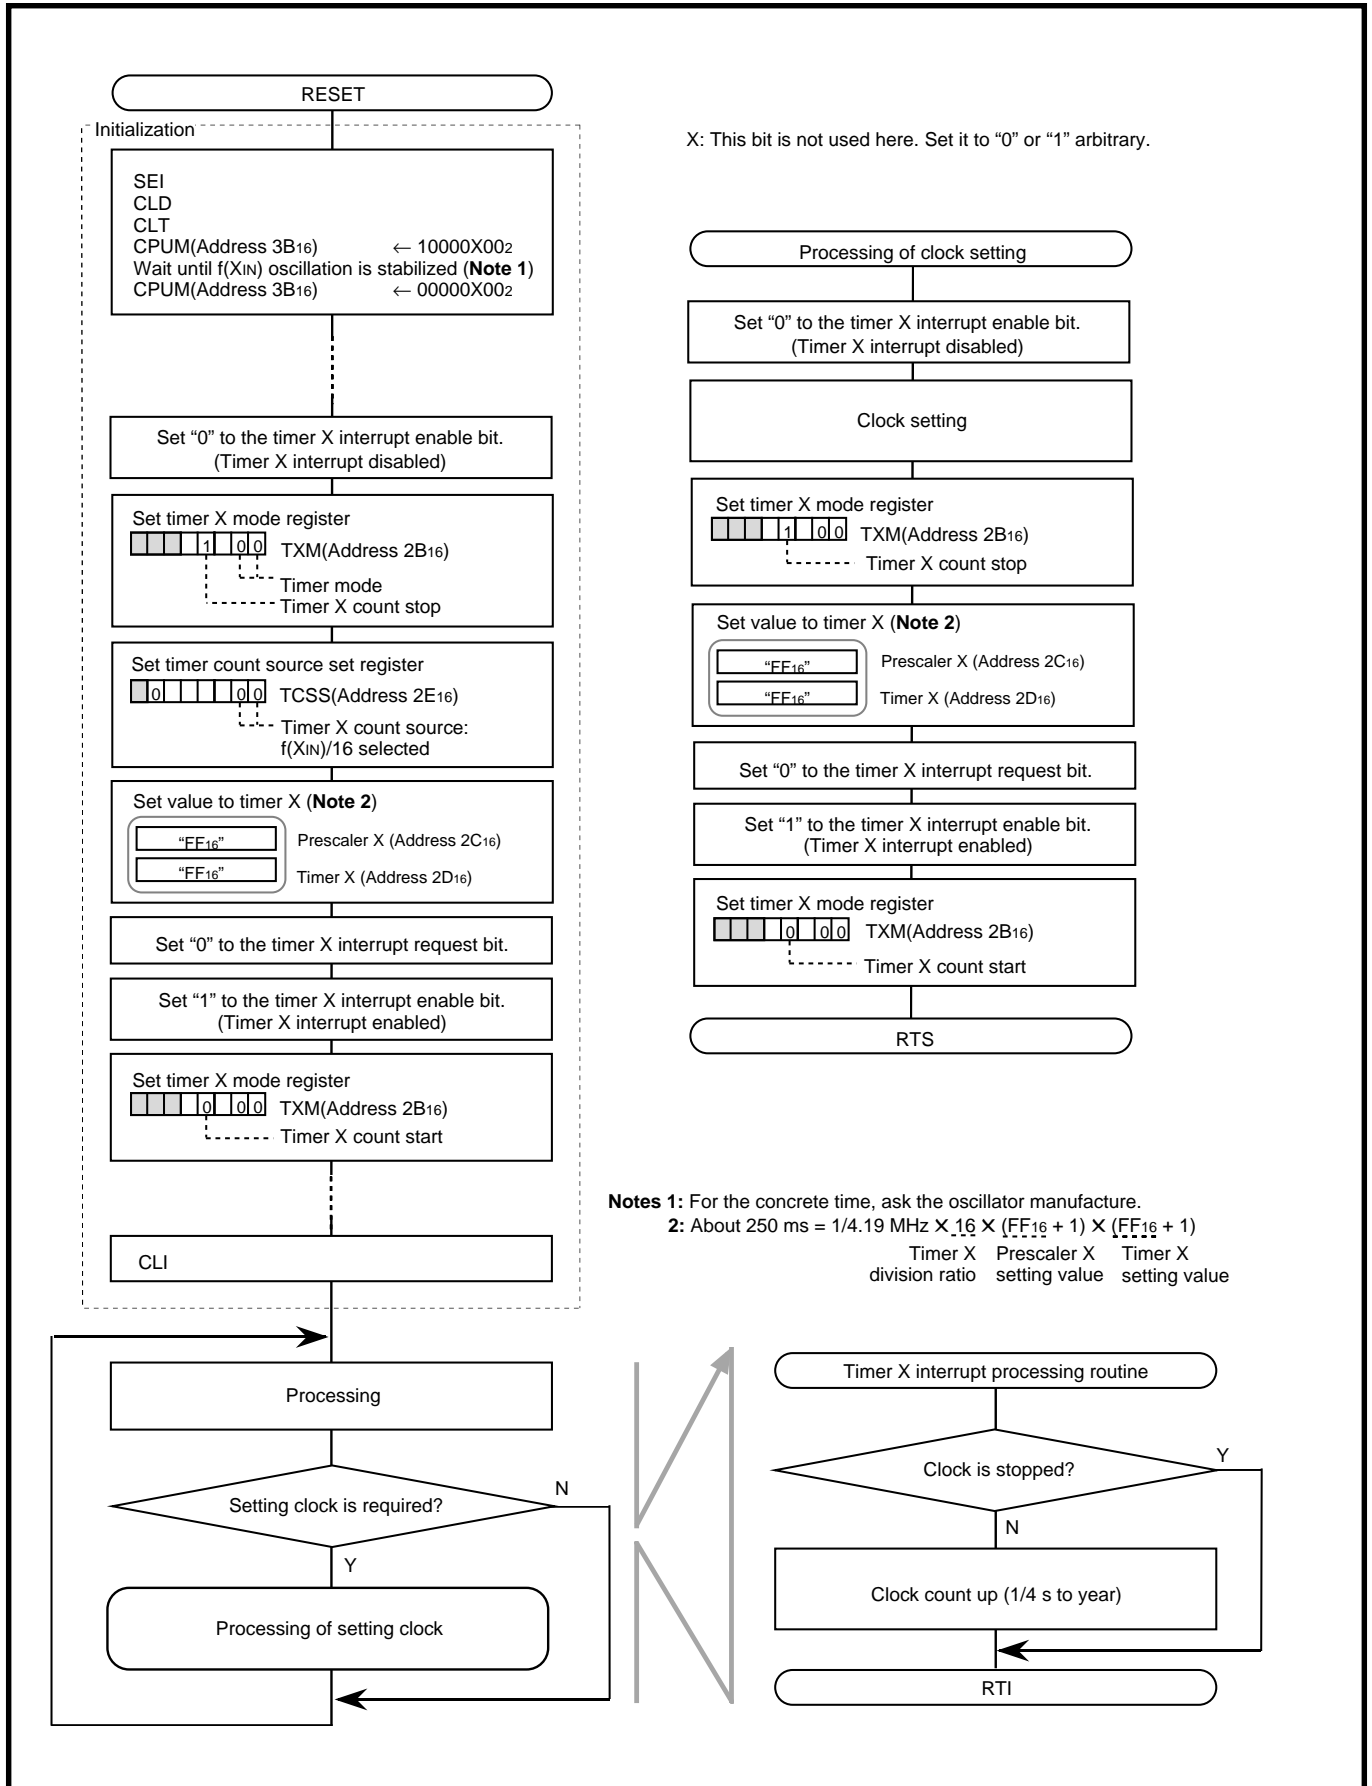 RESET
Initialization
SEI
CLD
CLT
CPUM(Address 3B16) ← 10000X002
Wait until f(XIN) oscillation is stabilized (Note 1)
CPUM(Address 3B16) ← 00000X002
Set “0” to the timer X interrupt enable bit.
(Timer X interrupt disabled)
Set timer X mode register
1 0 0 TXM(Address 2B16)
Timer mode
Timer X count stop
Set timer count source set register
0 0 0 TCSS(Address 2E16)
Timer X count source:
f(XIN)/16 selected
Set value to timer X (Note 2)
“FF16” Prescaler X (Address 2C16)
“FF16” Timer X (Address 2D16)
Set “0” to the timer X interrupt request bit.
Set “1” to the timer X interrupt enable bit.
(Timer X interrupt enabled)
Set timer X mode register
0 0 0 TXM(Address 2B16)
Timer X count start
CLI
Processing
Setting clock is required?
N
Y
Processing of setting clock
X: This bit is not used here. Set it to “0” or “1” arbitrary.
Processing of clock setting
Set “0” to the timer X interrupt enable bit.
(Timer X interrupt disabled)
Clock setting
Set timer X mode register
1 0 0 TXM(Address 2B16)
Timer X count stop
Set value to timer X (Note 2)
“FF16” Prescaler X (Address 2C16)
“FF16” Timer X (Address 2D16)
Set “0” to the timer X interrupt request bit.
Set “1” to the timer X interrupt enable bit.
(Timer X interrupt enabled)
Set timer X mode register
0 0 0 TXM(Address 2B16)
Timer X count start
RTS
Notes 1: For the concrete time, ask the oscillator manufacture.
2: About 250 ms = 1/4.19 MHz X 16 X (FF16 + 1) X (FF16 + 1)
Timer X Prescaler X Timer X
division ratio setting value setting value
Timer X interrupt processing routine
Clock is stopped?
Y
N
Clock count up (1/4 s to year)
RTI